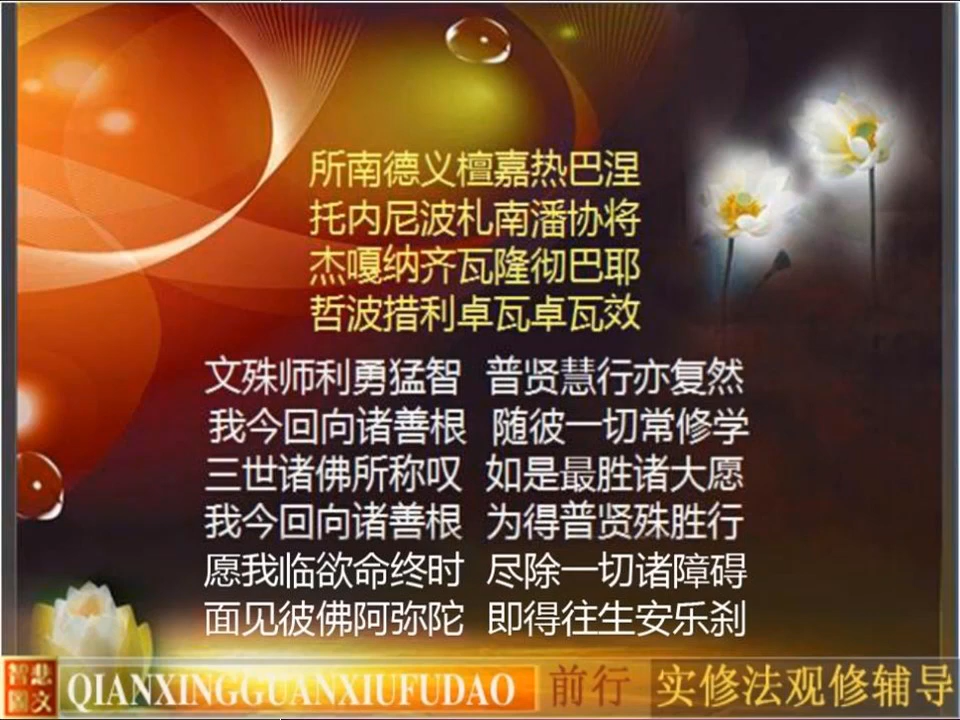 所南德义檀嘉热巴涅
托内尼波札南潘协将
杰嘎纳齐瓦隆彻巴耶
哲波措利卓瓦卓瓦效
文殊师利勇猛智 普贤慧行亦复然
我今回向诸善根 随彼一切常修学
三世诸佛所称叹 如是最胜诸大愿
我今回向诸善根 为得普贤殊胜行
愿我临欲命终时 尽除一切诸障碍
面见彼佛阿弥陀 即得往生安乐刹
智悲圖文 QIANXINGGUANXIUFUDAO 前行 实修法观修辅导